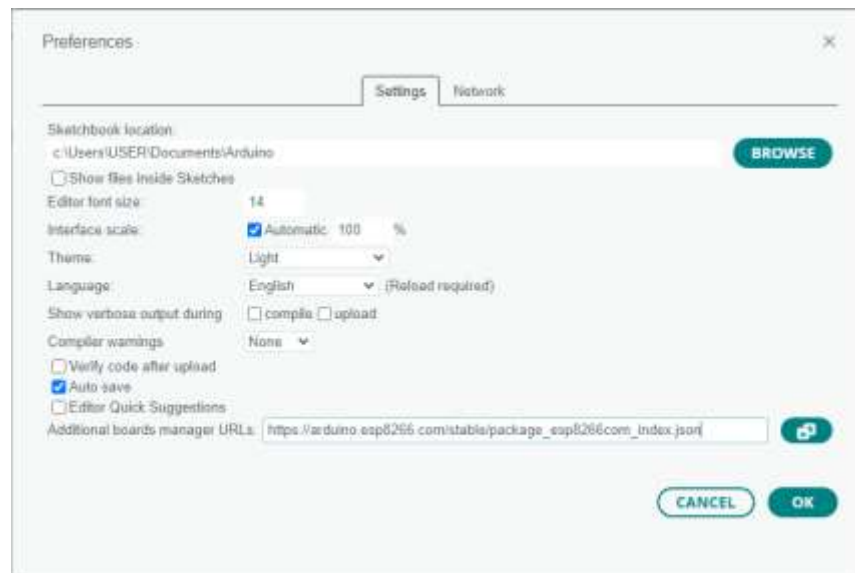 Preferences
Settings Network
Sketchbook location:
c:\Users\USER\Documents\Arduino
BROWSE
Show files inside Sketches
Editor font size: 14
Interface scale: Automatic 100 %
Theme: Light
Language: English (Reload required)
Show verbose output during compile upload
Compiler warnings None
Verify code after upload
Auto save
Editor Quick Suggestions
Additional boards manager URLs: https://arduino.esp8266.com/stable/package_esp8266com_index.json
CANCEL OK